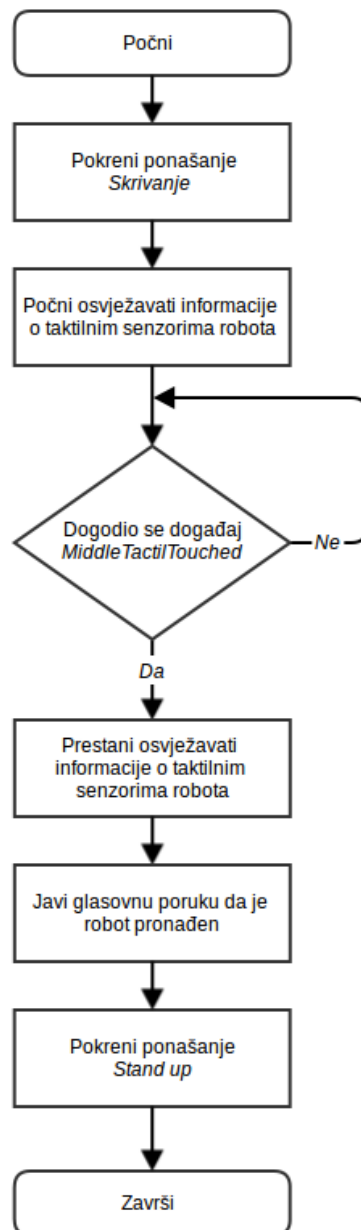 Počni
Pokreni ponašanje
Skrivanje
Počni osvježavati informacije
o taktilnim senzorima robota
Dogodio se događaj
MiddleTactilTouched
Ne
Da
Prestani osvježavati
informacije o taktilnim
senzorima robota
Javi glasovnu poruku da je
robot pronađen
Pokreni ponašanje
Stand up
Završi